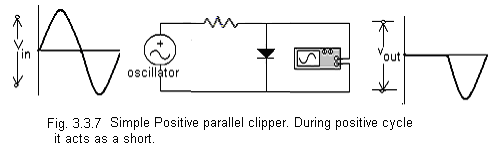 V in
+
oscillator
V out
Fig. 3.3.7 Simple Positive parallel clipper. During positive cycle
it acts as a short.